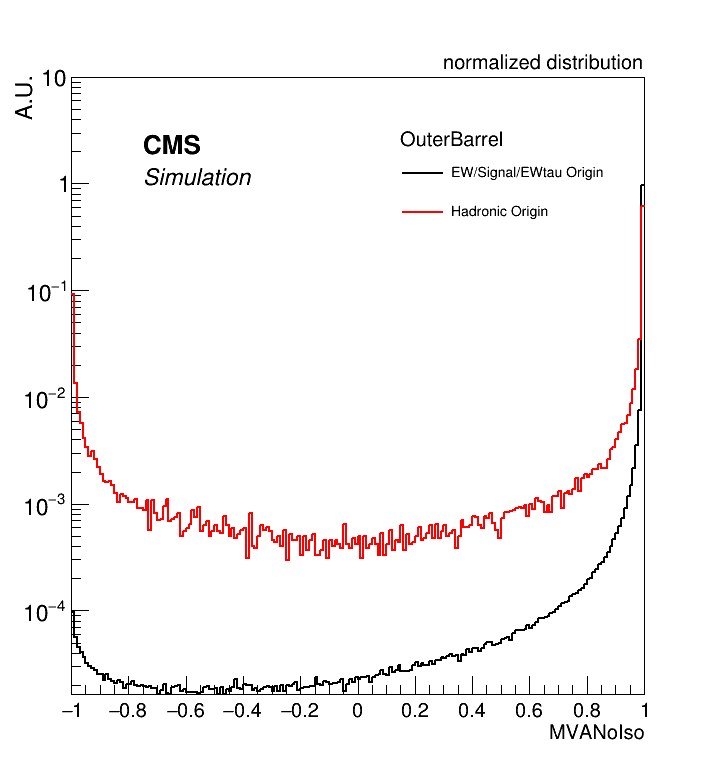 normalized distribution
A.U.
10
1
10⁻¹
10⁻²
10⁻³
10⁻⁴
CMS
Simulation
OuterBarrel
EW/Signal/EWtau Origin
Hadronic Origin
−1 −0.8 −0.6 −0.4 −0.2 0 0.2 0.4 0.6 0.8 1
MVANoIso